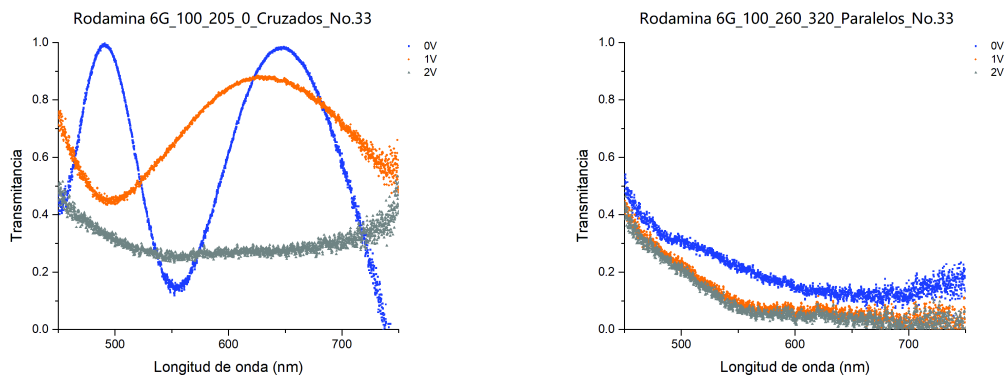 Rodamina 6G_100_205_0_Cruzados_No.33
1.0
0.8
0.6
0.4
0.2
0.0
Transmitancia
500
600
700
Longitud de onda (nm)
0V
1V
2V
Rodamina 6G_100_260_320_Paralelos_No.33
1.0
0.8
0.6
0.4
0.2
0.0
Transmitancia
500
600
700
Longitud de onda (nm)
0V
1V
2V